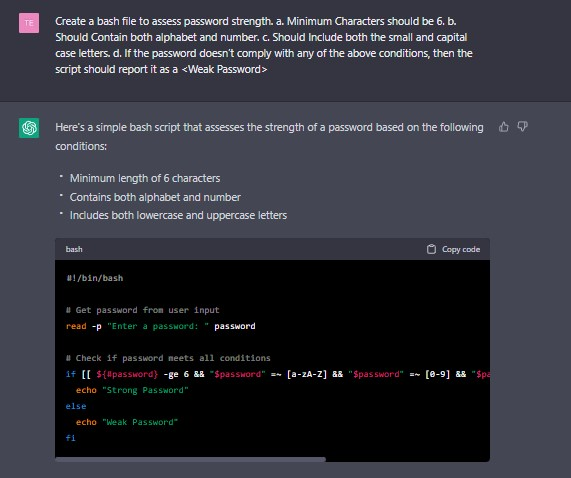 TE
Create a bash file to assess password strength. a. Minimum Characters should be 6. b.
Should Contain both alphabet and number. c. Should Include both the small and capital
case letters. d. If the password doesn't comply with any of the above conditions, then the
script should report it as a <Weak Password>
Here's a simple bash script that assesses the strength of a password based on the following
conditions:
• Minimum length of 6 characters
• Contains both alphabet and number
• Includes both lowercase and uppercase letters
bash Copy code
#!/bin/bash
# Get password from user input
read -p "Enter a password: " password
# Check if password meets all conditions
if [[ ${#password} -ge 6 && "$password" =~ [a-zA-Z] && "$password" =~ [0-9] && "$pa
echo "Strong Password"
else
echo "Weak Password"
fi